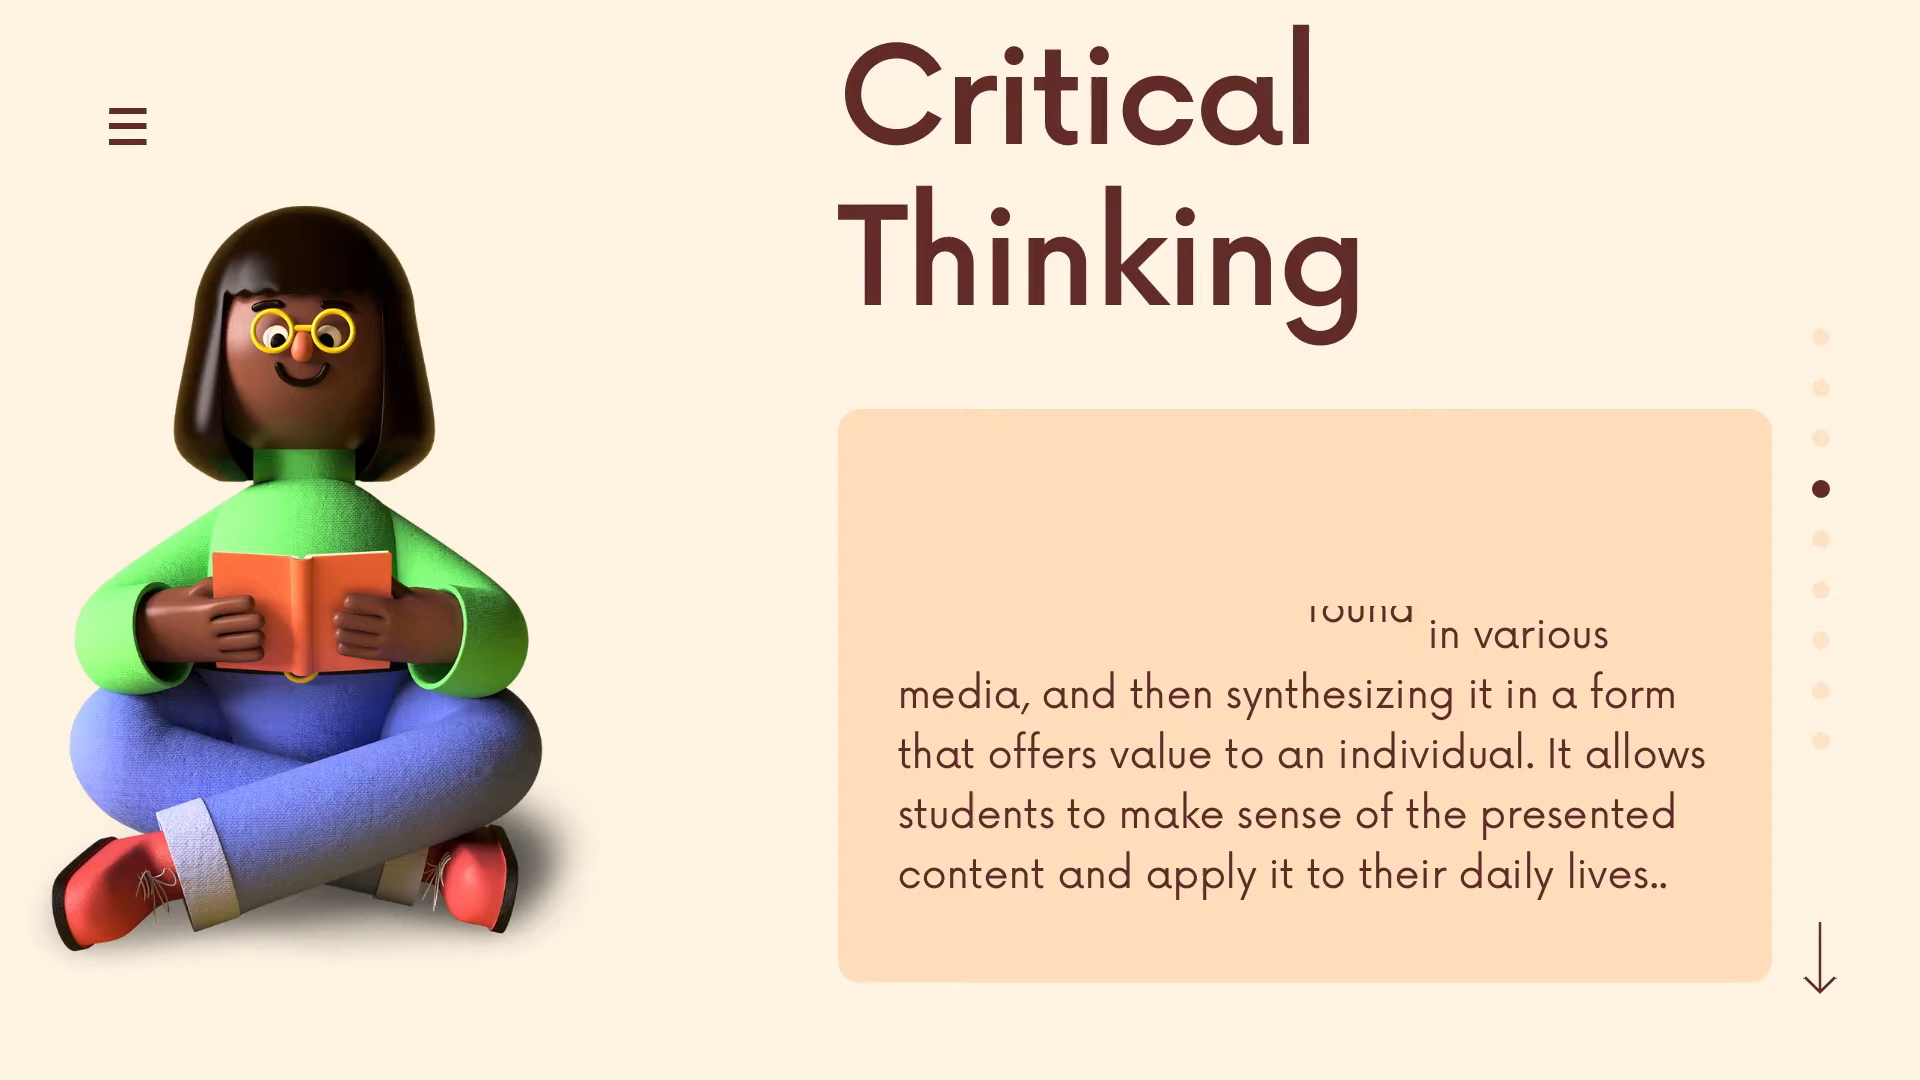 Critical
Thinking
found in various
media, and then synthesizing it in a form
that offers value to an individual. It allows
students to make sense of the presented
content and apply it to their daily lives..